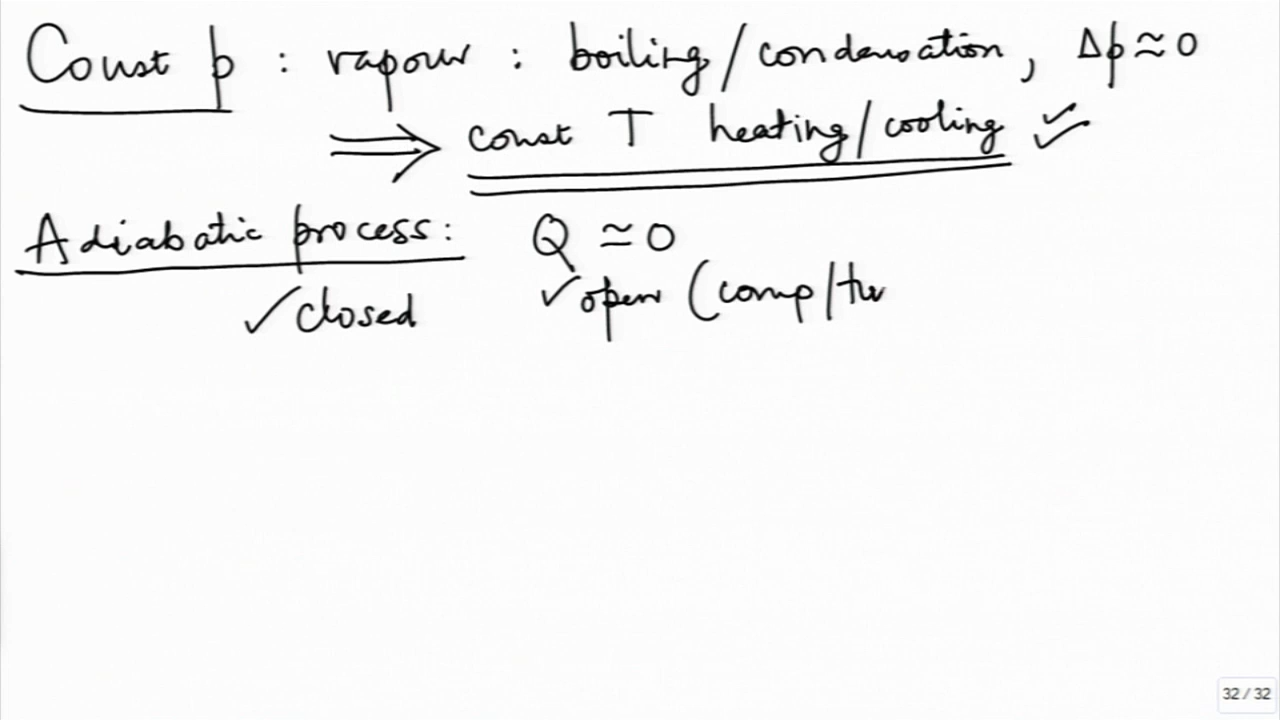 Const p : vapour : boiling/condensation, Δp ≈ 0
⟹ const T heating/cooling ✓✓
Adiabatic process: Q ≃ 0
✓ closed ✓ open (comp/tu
32 / 32